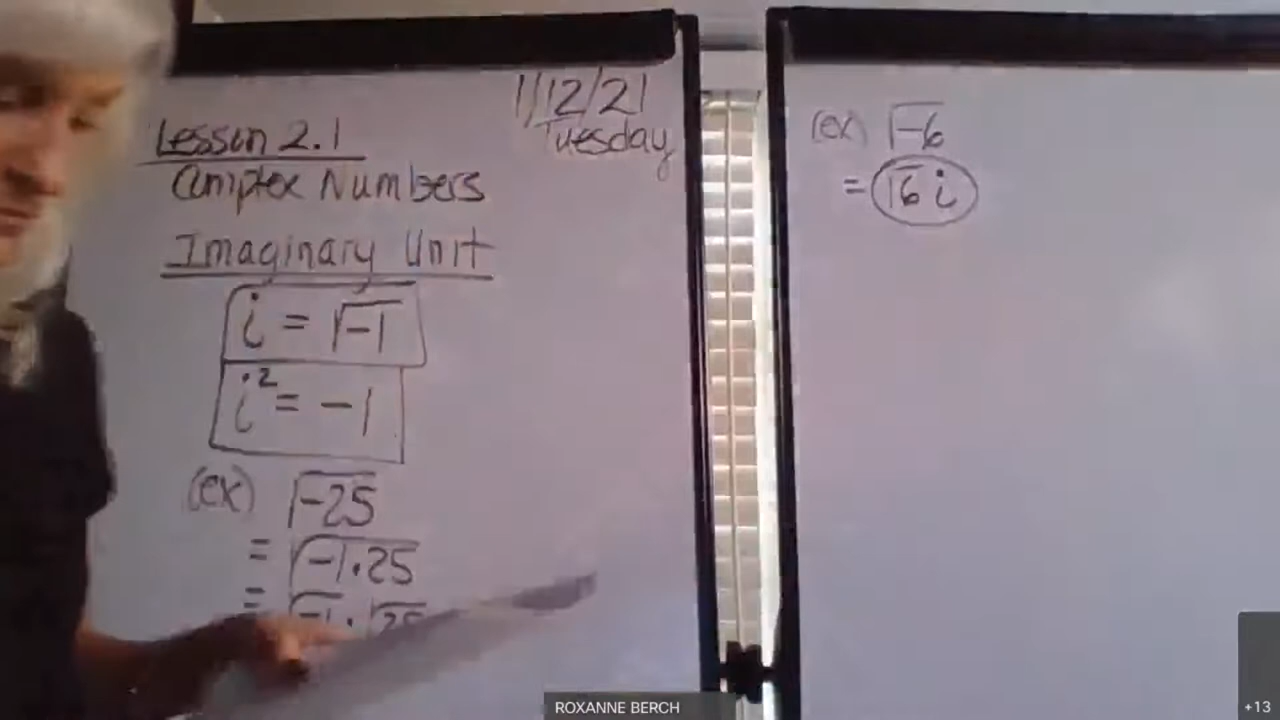 1/12/21
Tuesday
Lesson 2.1
Complex Numbers
Imaginary Unit
i = √-1
i² = -1
(ex) √-25
= √-1·25
= √-1 · √25
(ex) √-6
= √6 i
ROXANNE BERCH
+13